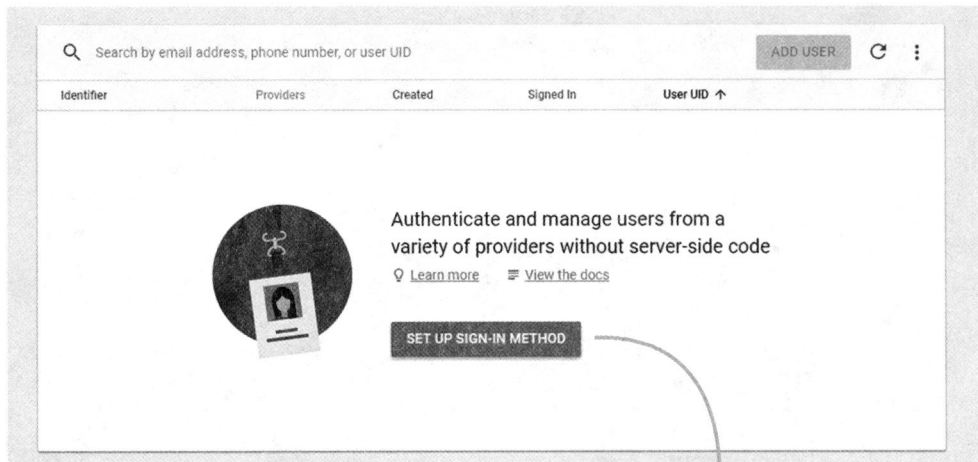 Search by email address, phone number, or user UID
ADD USER
Identifier Providers Created Signed In User UID ↑
Authenticate and manage users from a
variety of providers without server-side code
Learn more View the docs
SET UP SIGN-IN METHOD